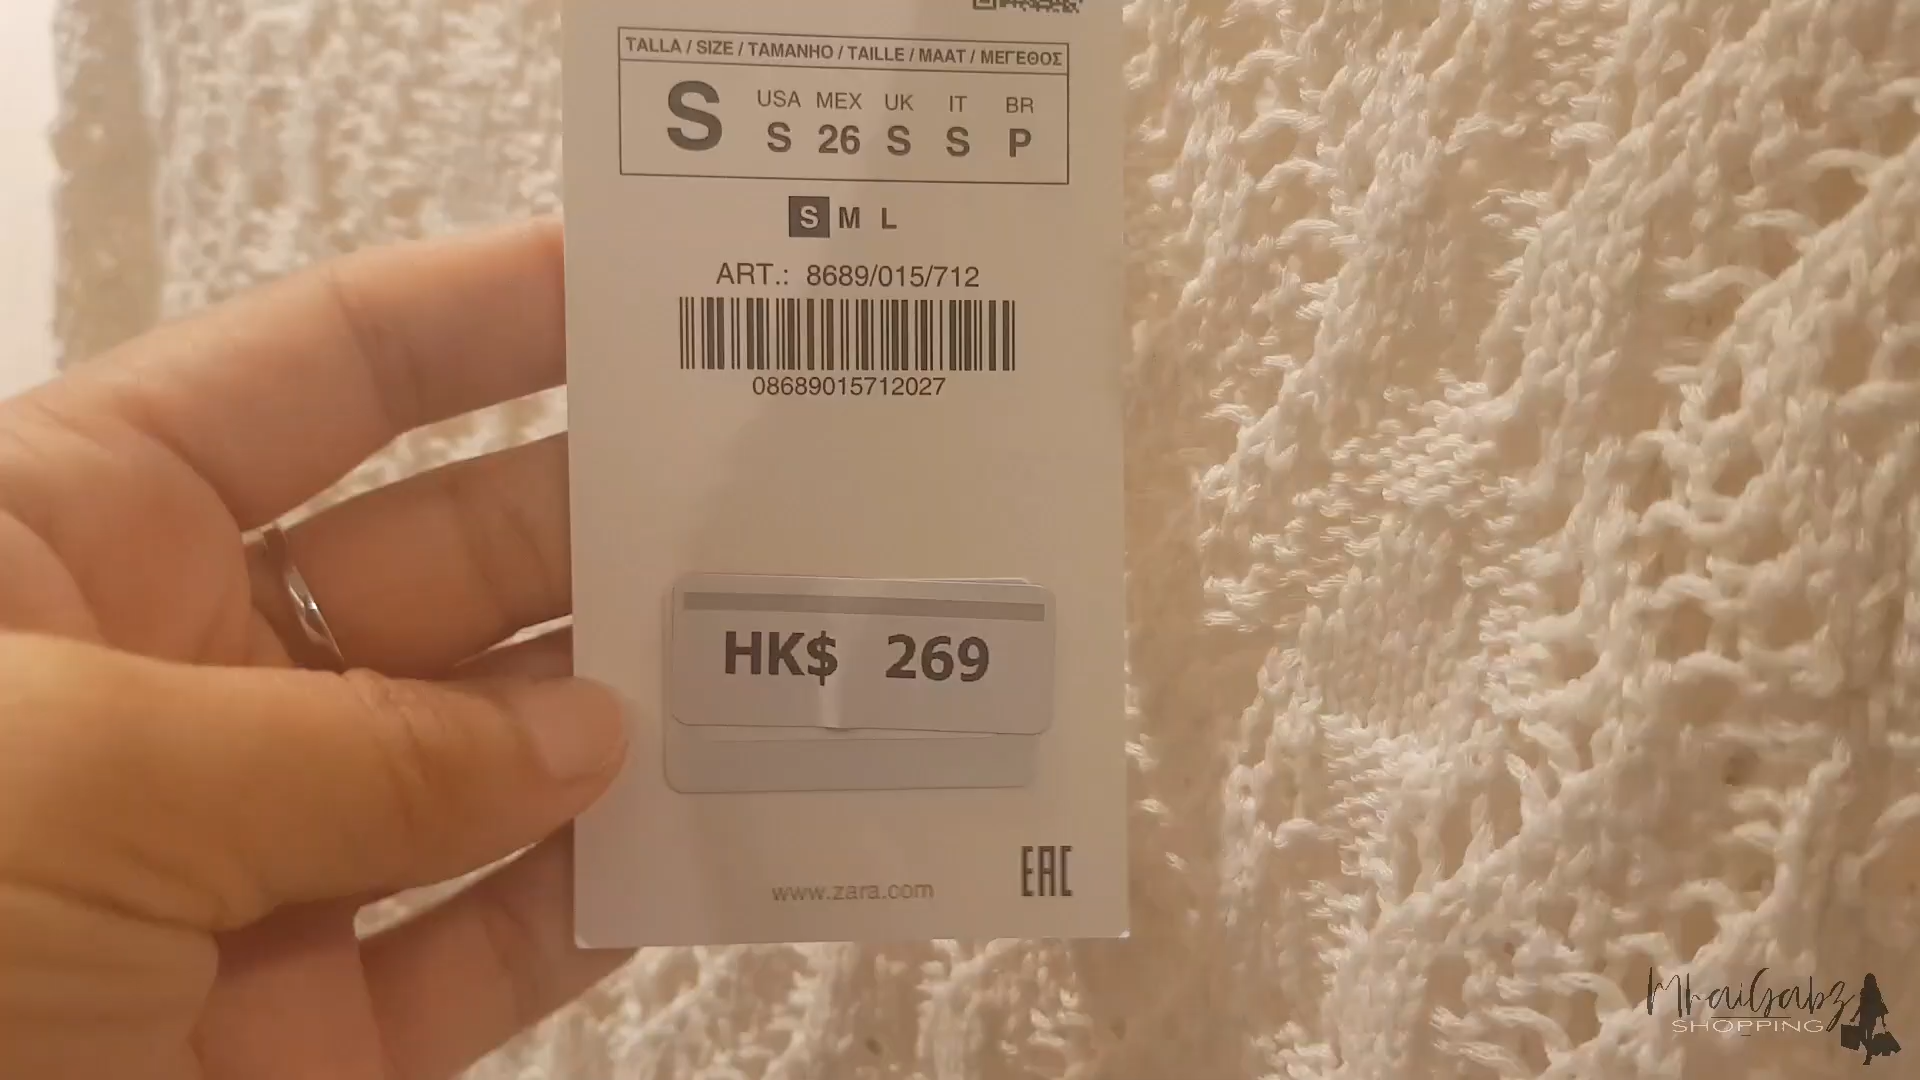 TALLA / SIZE / TAMANHO / TAILLE / MAAT / ΜΕΓΕΘΟΣ
USA MEX UK IT BR
S S 26 S S P
S M L
ART.: 8689/015/712
08689015712027
HK$ 269
www.zara.com
EAC
MhaiGabz
SHOPPING